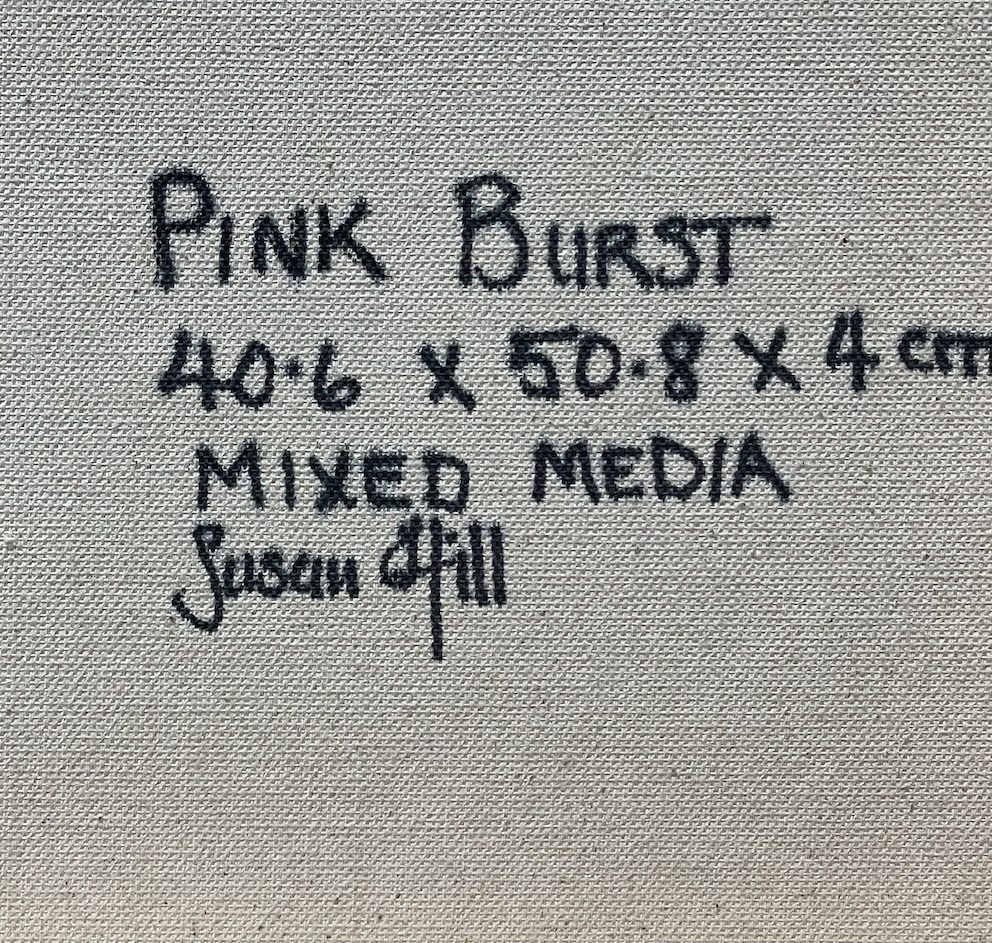 PINK BURST
40.6 x 50.8 x 4 cm
MIXED MEDIA
Susan Hill